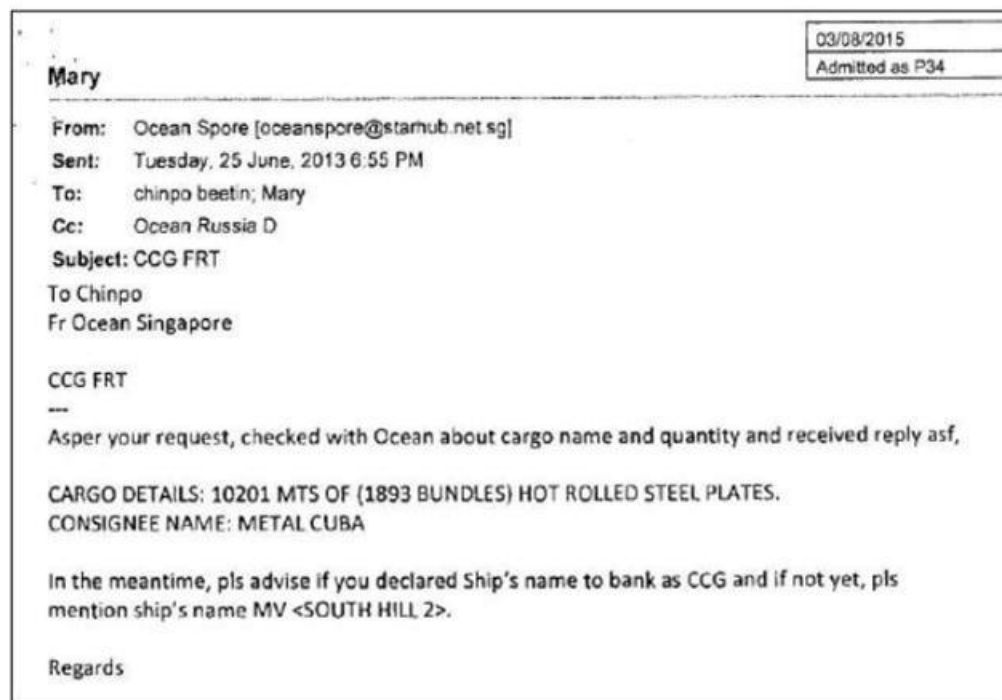 03/08/2015
Admitted as P34
Mary
From: Ocean Spore [oceanspore@starhub.net.sg]
Sent: Tuesday, 25 June, 2013 6:55 PM
To: chinpo beetin; Mary
Cc: Ocean Russia D
Subject: CCG FRT
To Chinpo
Fr Ocean Singapore
CCG FRT
---
Asper your request, checked with Ocean about cargo name and quantity and received reply asf,
CARGO DETAILS: 10201 MTS OF (1893 BUNDLES) HOT ROLLED STEEL PLATES.
CONSIGNEE NAME: METAL CUBA
In the meantime, pls advise if you declared Ship's name to bank as CCG and if not yet, pls
mention ship's name MV <SOUTH HILL 2>.
Regards